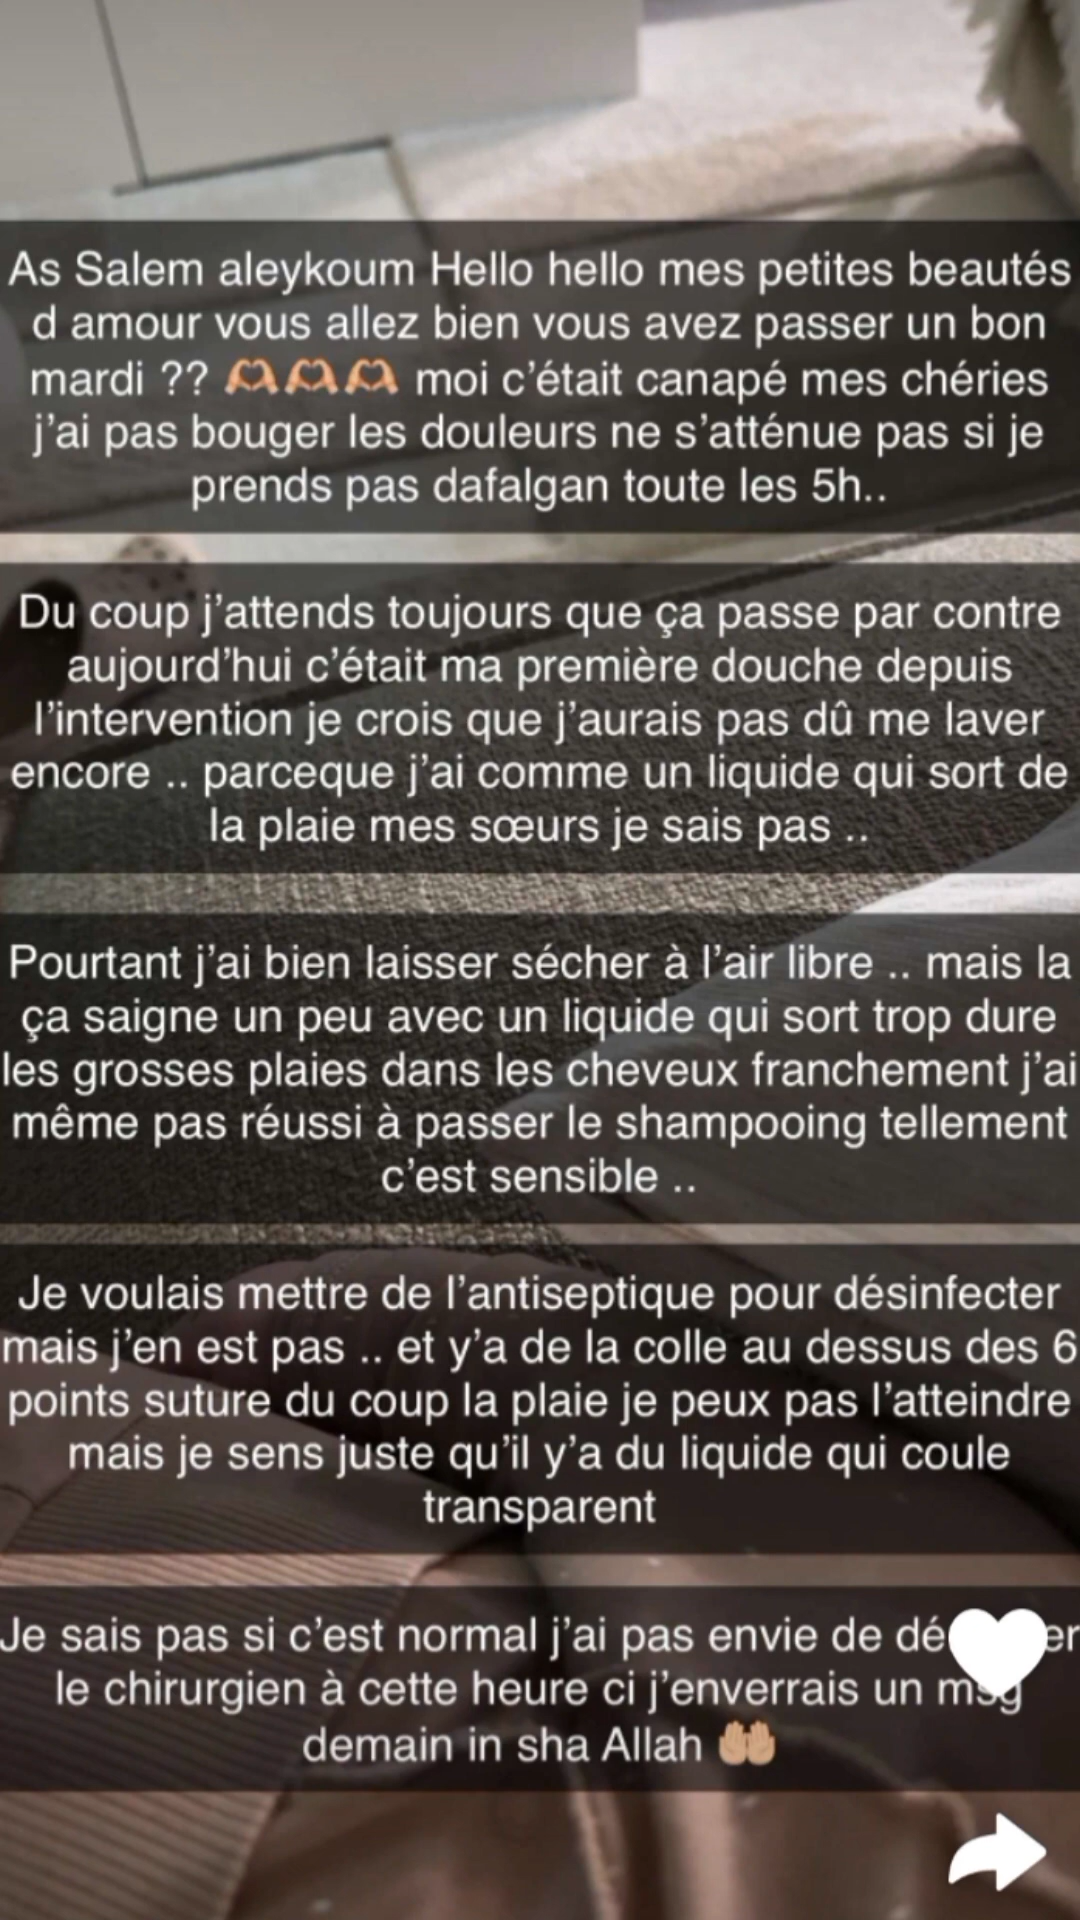 As Salem aleykoum Hello hello mes petites beautés
d amour vous allez bien vous avez passer un bon
mardi ?? 🫶🏼🫶🏼🫶🏼 moi c’était canapé mes chéries
j’ai pas bouger les douleurs ne s’atténue pas si je
prends pas dafalgan toute les 5h..
Du coup j’attends toujours que ça passe par contre
aujourd’hui c’était ma première douche depuis
l’intervention je crois que j’aurais pas dû me laver
encore .. parceque j’ai comme un liquide qui sort de
la plaie mes sœurs je sais pas ..
Pourtant j’ai bien laisser sécher à l’air libre .. mais la
ça saigne un peu avec un liquide qui sort trop dure
les grosses plaies dans les cheveux franchement j’ai
même pas réussi à passer le shampooing tellement
c’est sensible ..
Je voulais mettre de l’antiseptique pour désinfecter
mais j’en est pas .. et y’a de la colle au dessus des 6
points suture du coup la plaie je peux pas l’atteindre
mais je sens juste qu’il y’a du liquide qui coule
transparent
Je sais pas si c’est normal j’ai pas envie de
le chirurgien à cette heure ci j’enverrais un msg
demain in sha Allah 🤲🏼